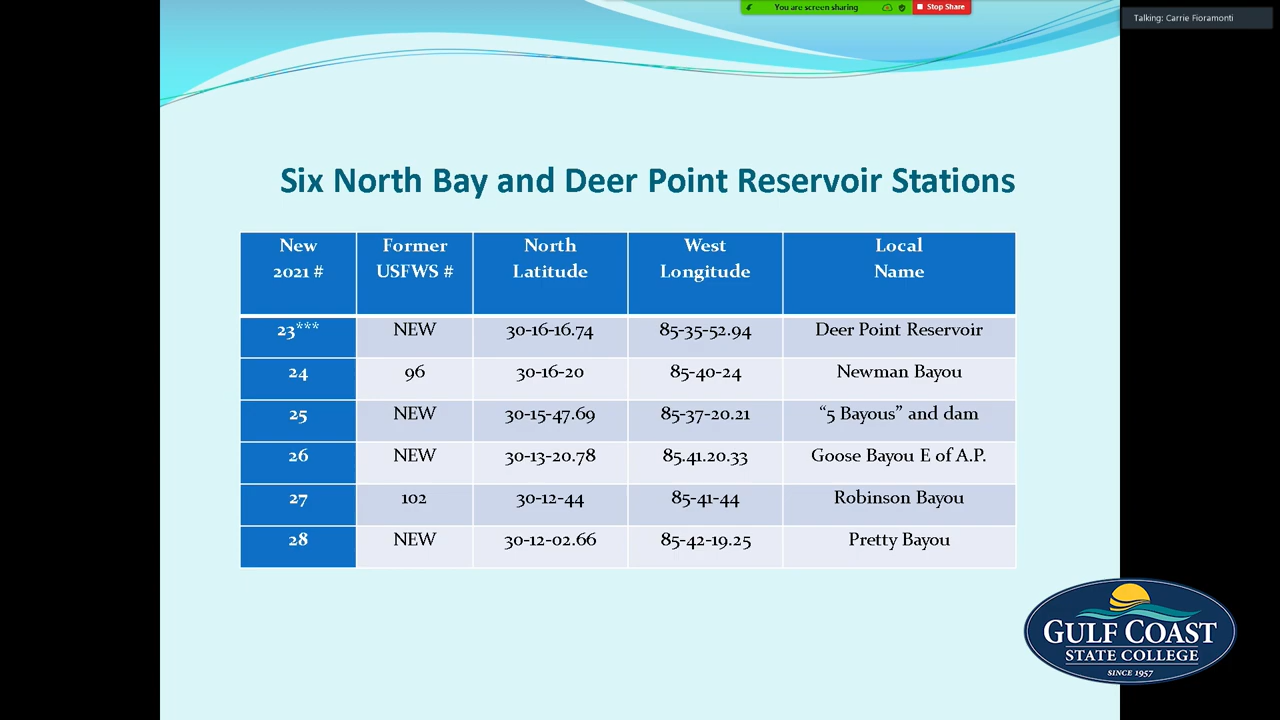 You are screen sharing
Stop Share
Talking: Carrie Fioramonti
Six North Bay and Deer Point Reservoir Stations
New 2021 # Former USFWS # North Latitude West Longitude Local Name
23*** NEW 30-16-16.74 85-35-52.94 Deer Point Reservoir
24 96 30-16-20 85-40-24 Newman Bayou
25 NEW 30-15-47.69 85-37-20.21 “5 Bayous” and dam
26 NEW 30-13-20.78 85.41.20.33 Goose Bayou E of A.P.
27 102 30-12-44 85-41-44 Robinson Bayou
28 NEW 30-12-02.66 85-42-19.25 Pretty Bayou
GULF COAST
STATE COLLEGE
SINCE 1957